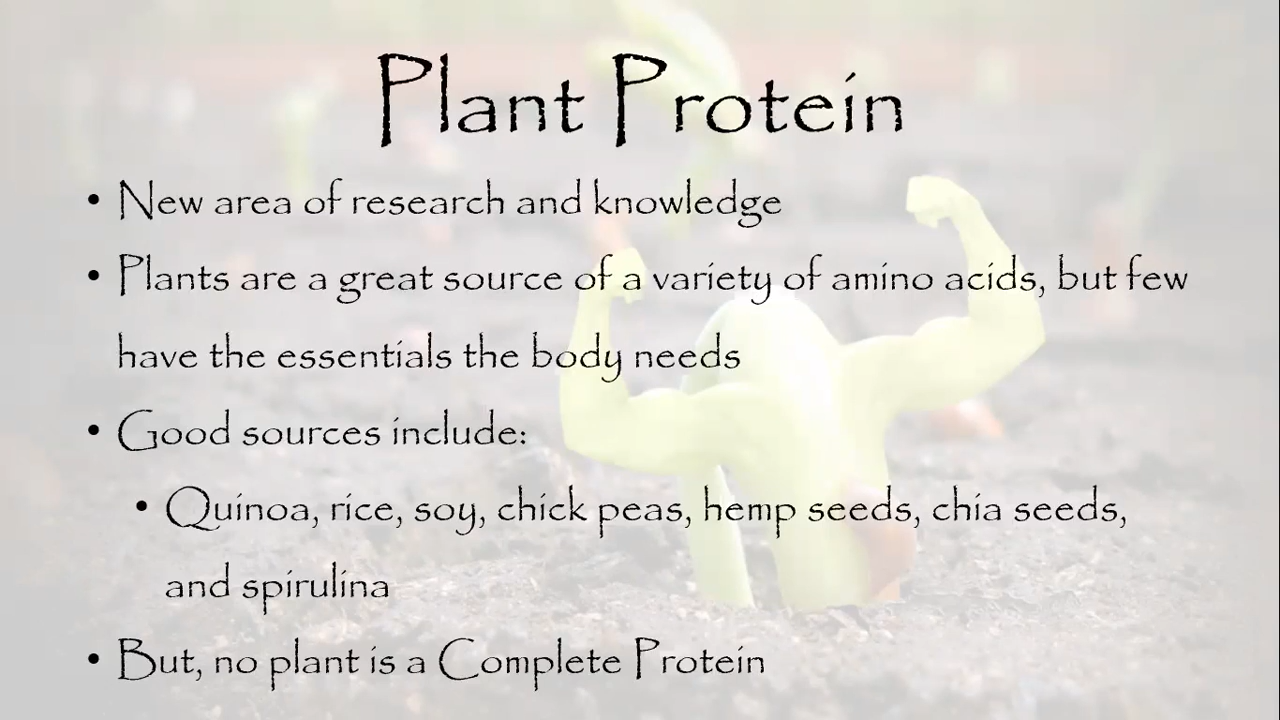 Plant Protein
• New area of research and knowledge
• Plants are a great source of a variety of amino acids, but few
have the essentials the body needs
• Good sources include:
• Quinoa, rice, soy, chick peas, hemp seeds, chia seeds,
and spirulina
• But, no plant is a Complete Protein